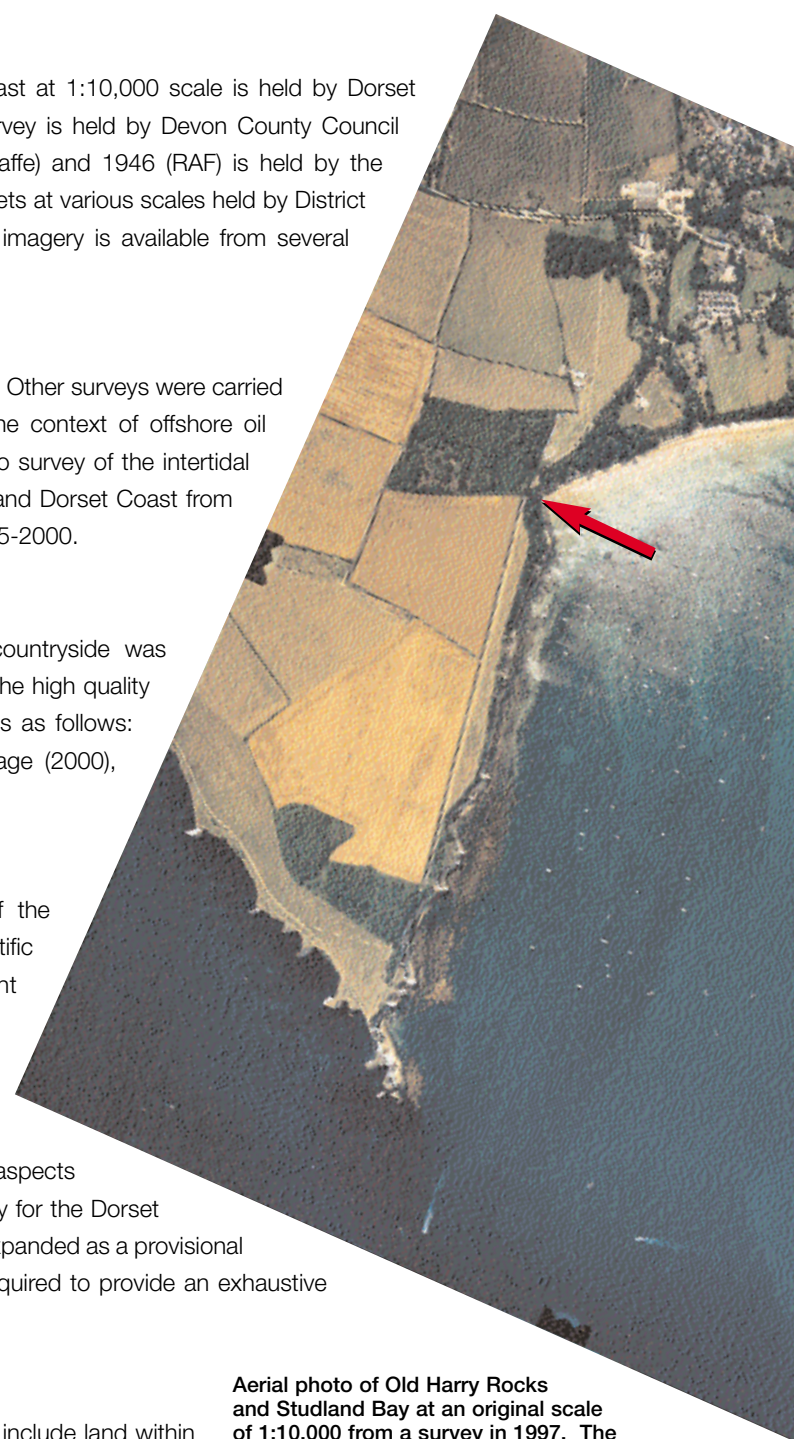 ast at 1:10,000 scale is held by Dorset
rvey is held by Devon County Council
affe) and 1946 (RAF) is held by the
ets at various scales held by District
imagery is available from several
Other surveys were carried
ne context of offshore oil
o survey of the intertidal
and Dorset Coast from
5-2000.
countryside was
he high quality
s as follows:
age (2000),
f the
tific
nt
aspects
y for the Dorset
xpanded as a provisional
quired to provide an exhaustive
include land within
Aerial photo of Old Harry Rocks
and Studland Bay at an original scale
of 1:10,000 from a survey in 1997. The